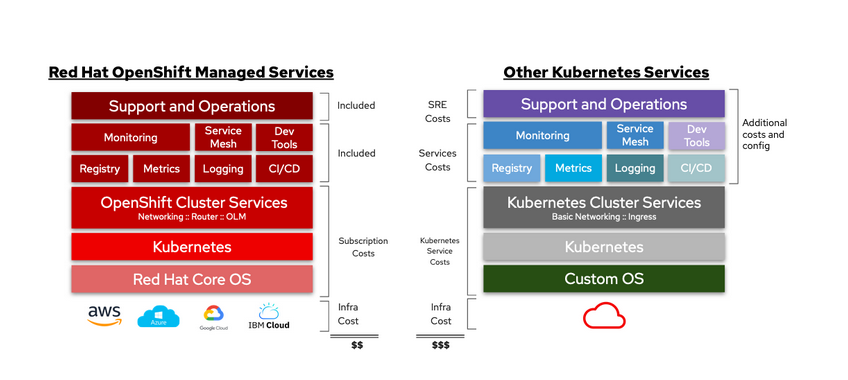 Red Hat OpenShift Managed Services
Support and Operations
Monitoring
Service
Mesh
Dev
Tools
Registry
Metrics
Logging
CI/CD
OpenShift Cluster Services
Networking :: Router :: OLM
Kubernetes
Red Hat Core OS
aws
Azure
Google Cloud
IBM Cloud
Included
Included
Subscription
Costs
Infra
Cost
$$
SRE
Costs
Services
Costs
Kubernetes
Service
Costs
Infra
Cost
$$$
Other Kubernetes Services
Support and Operations
Monitoring
Service
Mesh
Dev
Tools
Registry
Metrics
Logging
CI/CD
Kubernetes Cluster Services
Basic Networking :: Ingress
Kubernetes
Custom OS
Additional
costs and
config